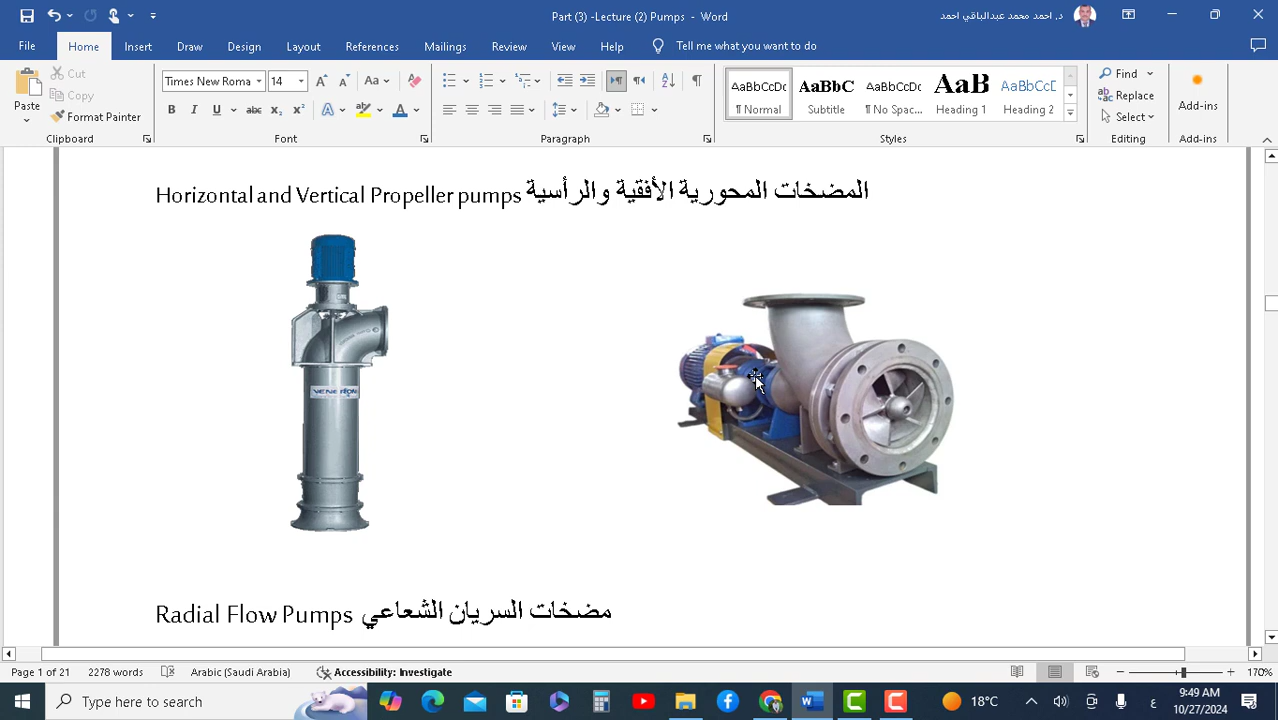 Part (3) -Lecture (2) Pumps - Word
د. احمد محمد عبدالباقي احمد
File Home Insert Draw Design Layout References Mailings Review View Help Tell me what you want to do
Paste
Cut
Copy
Format Painter
Clipboard
Times New Roma 14
Font
Paragraph
AaBbCcDc AaBbC AaBbCcDc AaB AaBbCcE
¶ Normal Subtitle ¶ No Spac... Heading 1 Heading 2
Styles
Find
Replace
Select
Editing
Add-ins
Add-ins
Horizontal and Vertical Propeller pumps المضخات المحورية الأفقية والرأسية
Radial Flow Pumps مضخات السريان الشعاعي
Page 1 of 21 2278 words Arabic (Saudi Arabia) Accessibility: Investigate 170%
Type here to search
18°C
ع
9:49 AM
10/27/2024